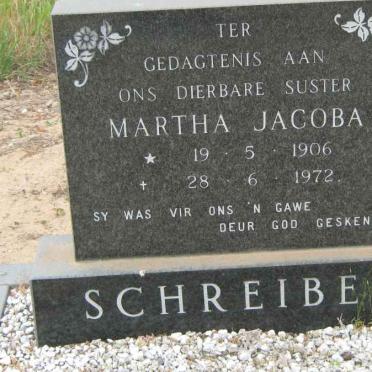 TER
GEDAGTENIS AAN
ONS DIERBARE SUSTER
MARTHA JACOBA
★ 19 · 5 · 1906
† 28 · 6 · 1972.
SY WAS VIR ONS 'N GAWE
DEUR GOD GESKEN
SCHREIBE